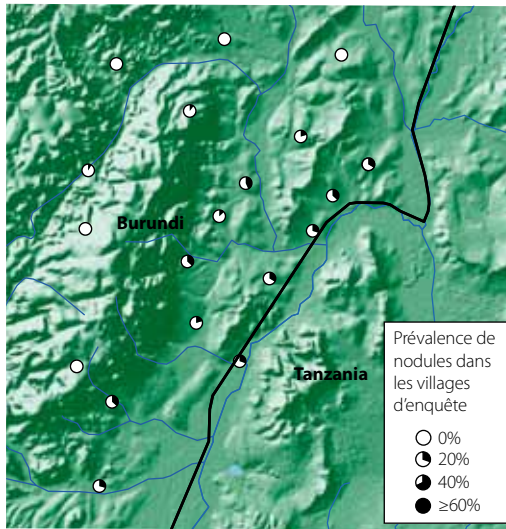 Burundi
Tanzania
Prévalence de
nodules dans
les villages
d'enquête
0%
20%
40%
≥60%